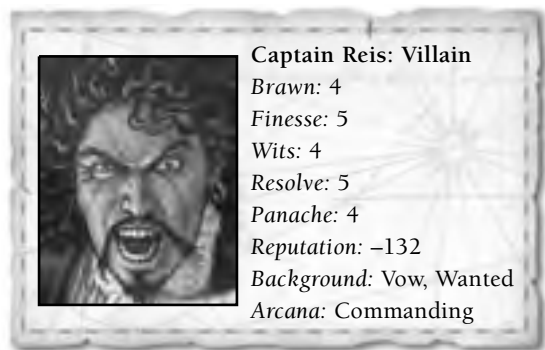 Captain Reis: Villain
Brawn: 4
Finesse: 5
Wits: 4
Resolve: 5
Panache: 4
Reputation: –132
Background: Vow, Wanted
Arcana: Commanding